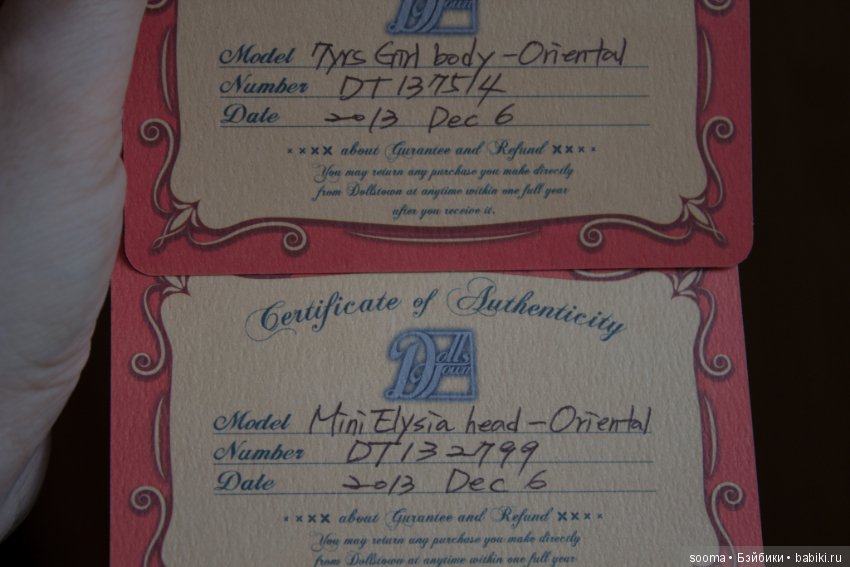 Town
Model 7yrs Girl body - Oriental
Number DT137514
Date 2013 Dec 6
×××× about Gurantee and Refund ××××
You may return any purchase you make directly
from Dollstown at anytime within one full year
after you receive it.
Certificate of Authenticity
Dolls
Town
Model Mini Elysia head - Oriental
Number DT132799
Date 2013 Dec 6
×××× about Gurantee and Refund ××××
You may return any purchase you make directly
from Dollstown at anytime within one full year
sooma • Бэйбики • babiki.ru